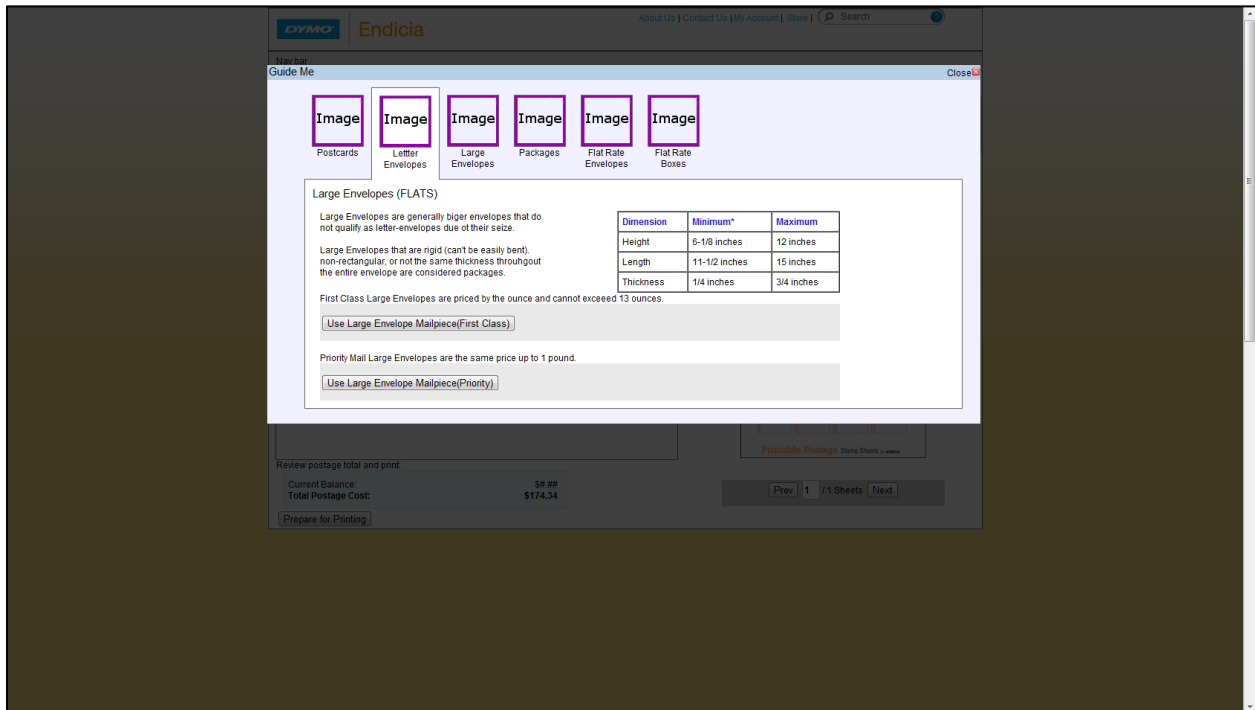 About Us | Contact Us | My Account | Store | Search
DYMO Endicia
Nav bar
Guide Me Close
Image Image Image Image Image Image
Postcards Lettter Envelopes Large Envelopes Packages Flat Rate Envelopes Flat Rate Boxes
Large Envelopes (FLATS)
Large Envelopes are generally biger envelopes that do
not qualify as letter-envelopes due ot their seize.
Large Envelopes that are rigid (can't be easily bent).
non-rectangular, or not the same thickness throuhgout
the entire envelope are considered packages.
Dimension Minimum* Maximum
Height 6-1/8 inches 12 inches
Length 11-1/2 inches 15 inches
Thickness 1/4 inches 3/4 inches
First Class Large Envelopes are priced by the ounce and cannot exceeed 13 ounces.
Use Large Envelope Mailpiece(First Class)
Priority Mail Large Envelopes are the same price up to 1 pound.
Use Large Envelope Mailpiece(Priority)
Printable Postage Stamp Sheets
Review postage total and print
Current Balance: $#.##
Total Postage Cost: $174.34
Prev 1 / 1 Sheets Next
Prepare for Printing